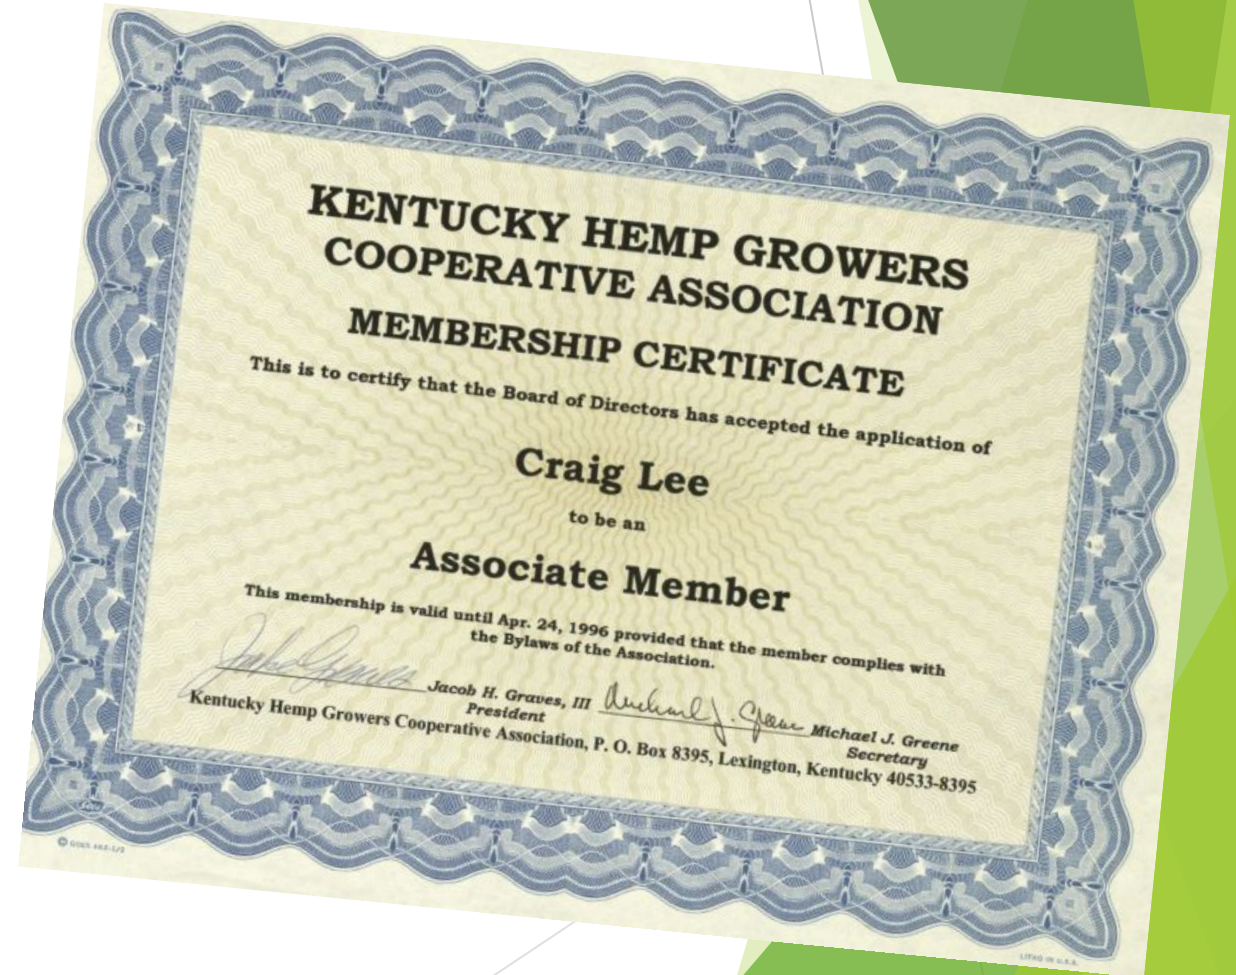 KENTUCKY HEMP GROWERS
COOPERATIVE ASSOCIATION
MEMBERSHIP CERTIFICATE
This is to certify that the Board of Directors has accepted the application of
Craig Lee
to be an
Associate Member
This membership is valid until Apr. 24, 1996 provided that the member complies with
the Bylaws of the Association.
Jacob H. Graves, III
President
Michael J. Greene
Michael J. Greene
Secretary
Kentucky Hemp Growers Cooperative Association, P. O. Box 8395, Lexington, Kentucky 40533-8395
LITHO IN U.S.A.